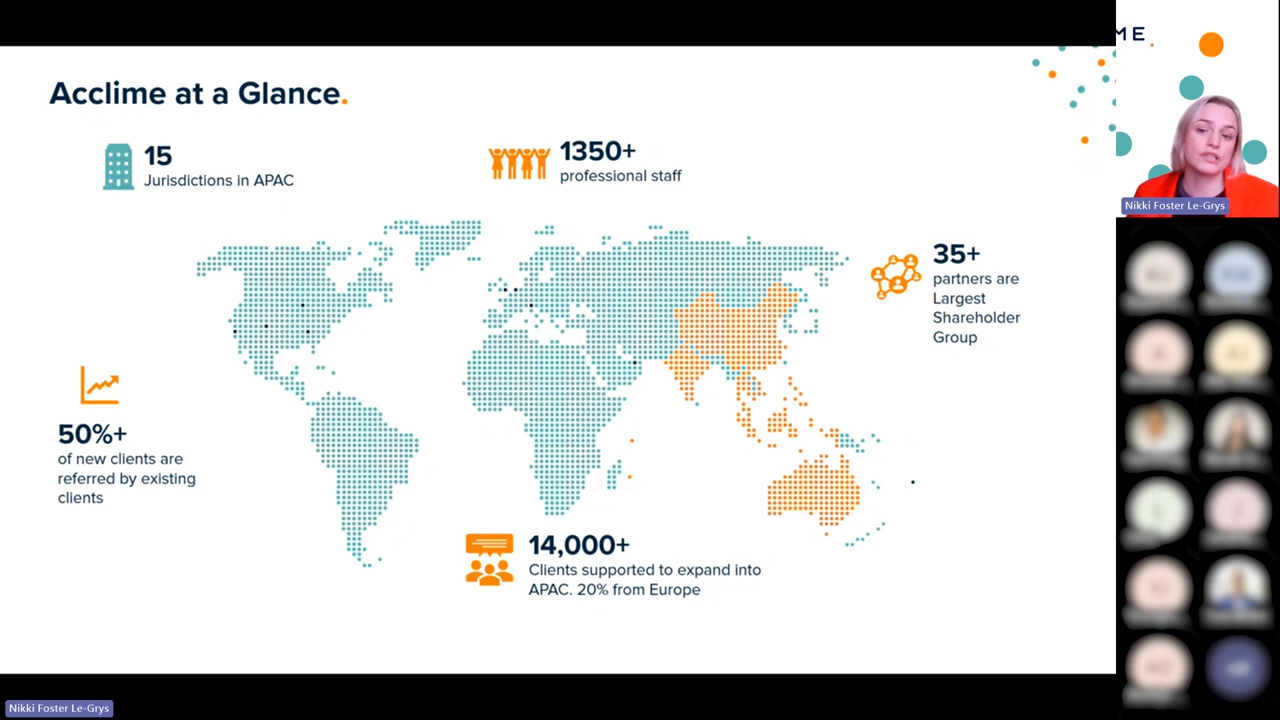 Acclime at a Glance.
15
Jurisdictions in APAC
1350+
professional staff
35+
partners are
Largest
Shareholder
Group
50%+
of new clients are
referred by existing
clients
14,000+
Clients supported to expand into
APAC. 20% from Europe
ME.
Nikki Foster Le-Grys
Nikki Foster Le-Grys